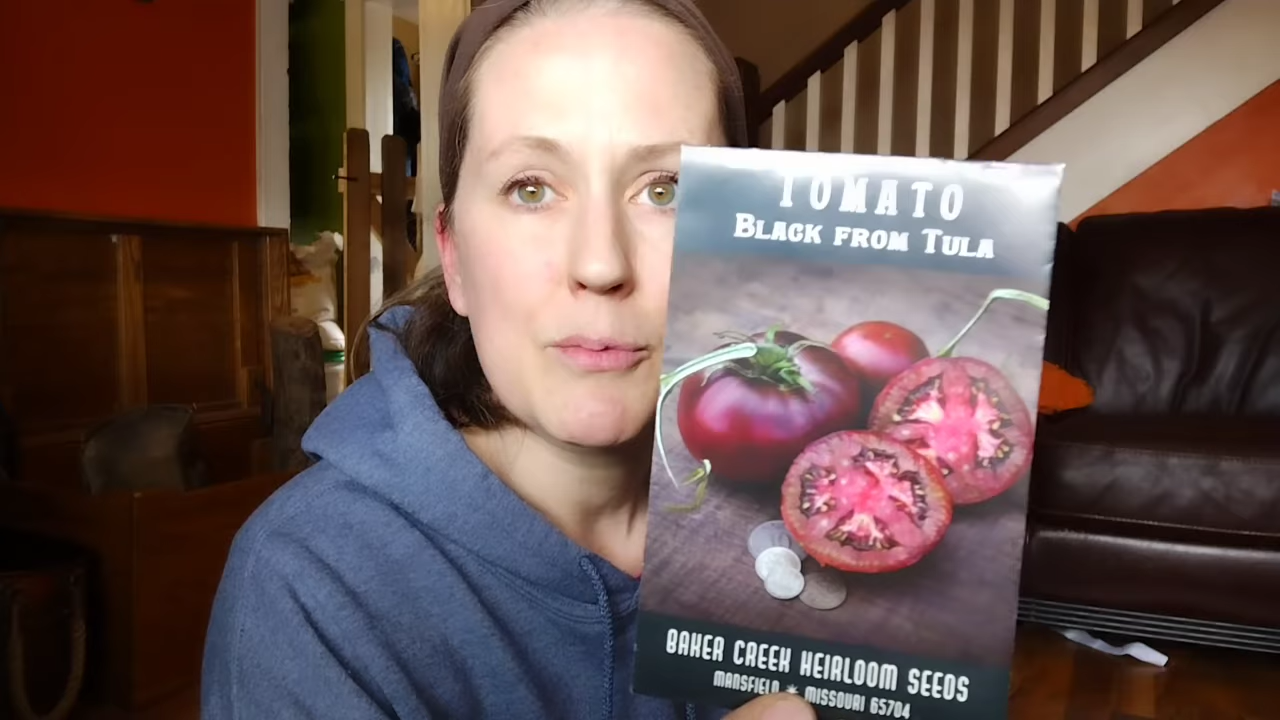 TOMATO
BLACK FROM TULA
BAKER CREEK HEIRLOOM SEEDS
MANSFIELD * MISSOURI 65704